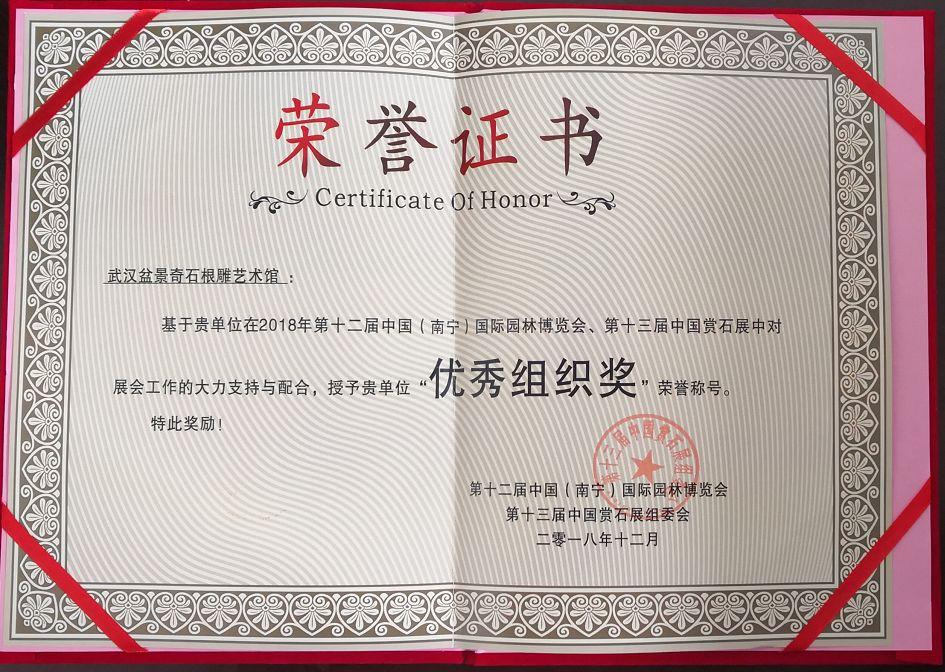 荣誉证书
Certificate Of Honor
武汉盆景奇石根雕艺术馆：
基于贵单位在2018年第十二届中国（南宁）国际园林博览会、第十三届中国赏石展中对
展会工作的大力支持与配合，授予贵单位“优秀组织奖”荣誉称号。
特此奖励！
第十二届中国（南宁）国际园林博览会
第十三届中国赏石展组委会
二零一八年十二月